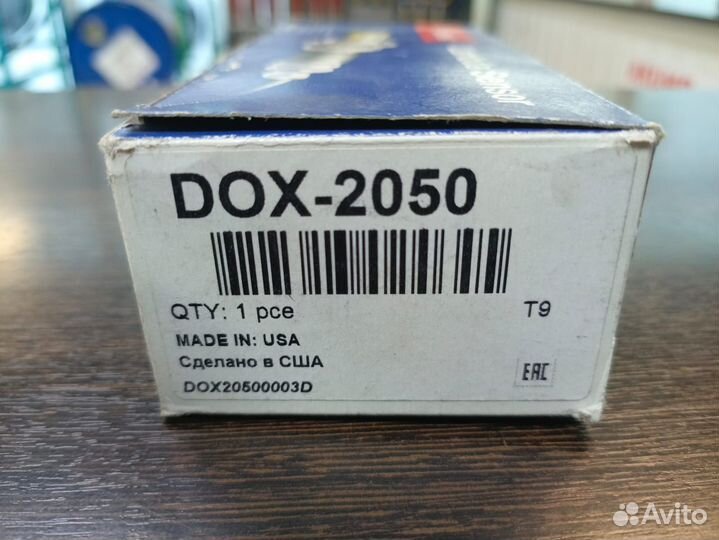 DOX-2050
QTY: 1 pce
T9
MADE IN: USA
Сделано в США
DOX20500003D
EAC
Avito